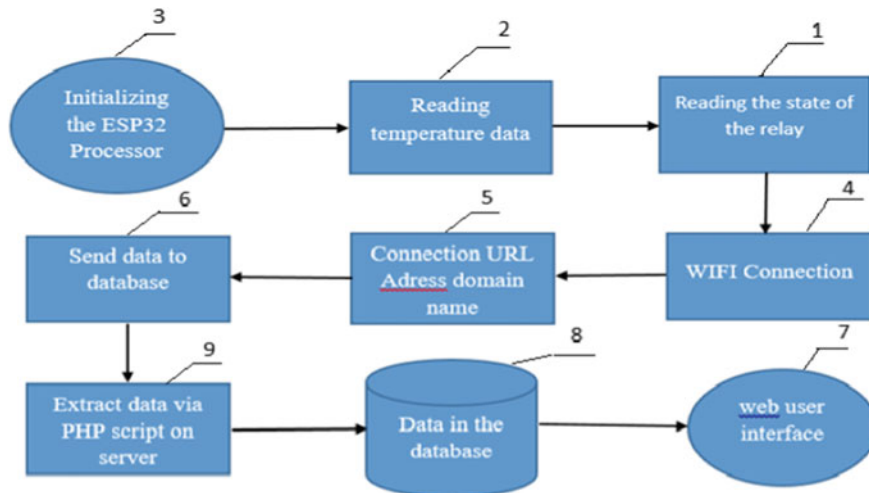 3
2
1
Initializing
the ESP32
Processor
Reading
temperature data
Reading the state of
the relay
6
5
4
Send data to
database
Connection URL
Adress domain
name
WIFI Connection
9
8
7
Extract data via
PHP script on
server
Data in the
database
web user
interface